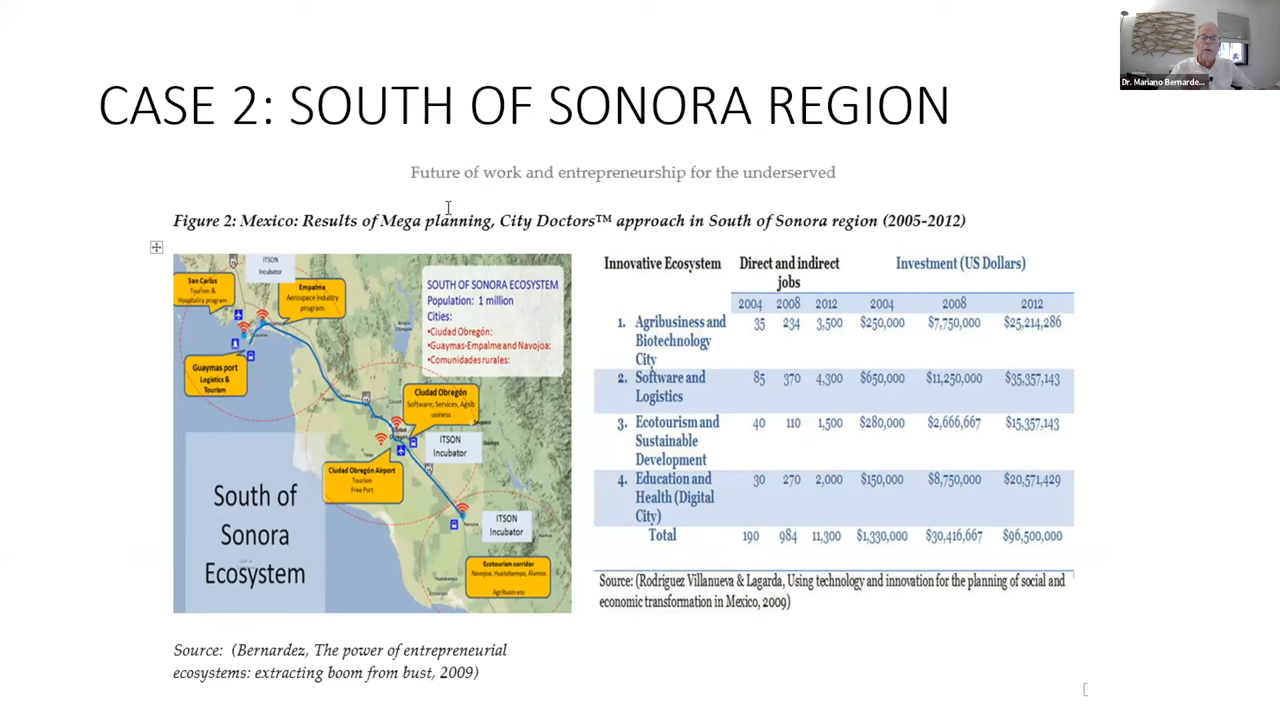 Dr. Mariano Bernarde...
CASE 2: SOUTH OF SONORA REGION
Future of work and entrepreneurship for the underserved
Figure 2: Mexico: Results of Mega planning, City Doctors™ approach in South of Sonora region (2005-2012)
ITSON
Incubator
San Carlos
Tourism &
Hospitality program
Empalme
Aerospace industry
program
Guaymas port
Logistics &
Tourism
SOUTH OF SONORA ECOSYSTEM
Population: 1 million
Cities:
•Ciudad Obregón:
•Guaymas-Empalme and Navojoa:
•Comunidades rurales:
Ciudad Obregón
Software, Services, Agrib
usiness
ITSON
Incubator
Ciudad Obregón Airport
Tourism
Free Port
ITSON
Incubator
Ecotourism corridor
Navojoa, Huatabampo, Alamos
Agribusiness
South of
Sonora
Ecosystem
Innovative Ecosystem Direct and indirect jobs Investment (US Dollars)
2004 2008 2012 2004 2008 2012
1. Agribusiness and Biotechnology City 35 234 3,500 $250,000 $7,750,000 $25,214,286
2. Software and Logistics 85 370 4,300 $650,000 $11,250,000 $35,357,143
3. Ecotourism and Sustainable Development 40 110 1,500 $280,000 $2,666,667 $15,357,143
4. Education and Health (Digital City) 30 270 2,000 $150,000 $8,750,000 $20,571,429
Total 190 984 11,300 $1,330,000 $30,416,667 $96,500,000
Source: (Rodriguez Villanueva & Lagarda, Using technology and innovation for the planning of social and
economic transformation in Mexico, 2009)
Source: (Bernardez, The power of entrepreneurial
ecosystems: extracting boom from bust, 2009)